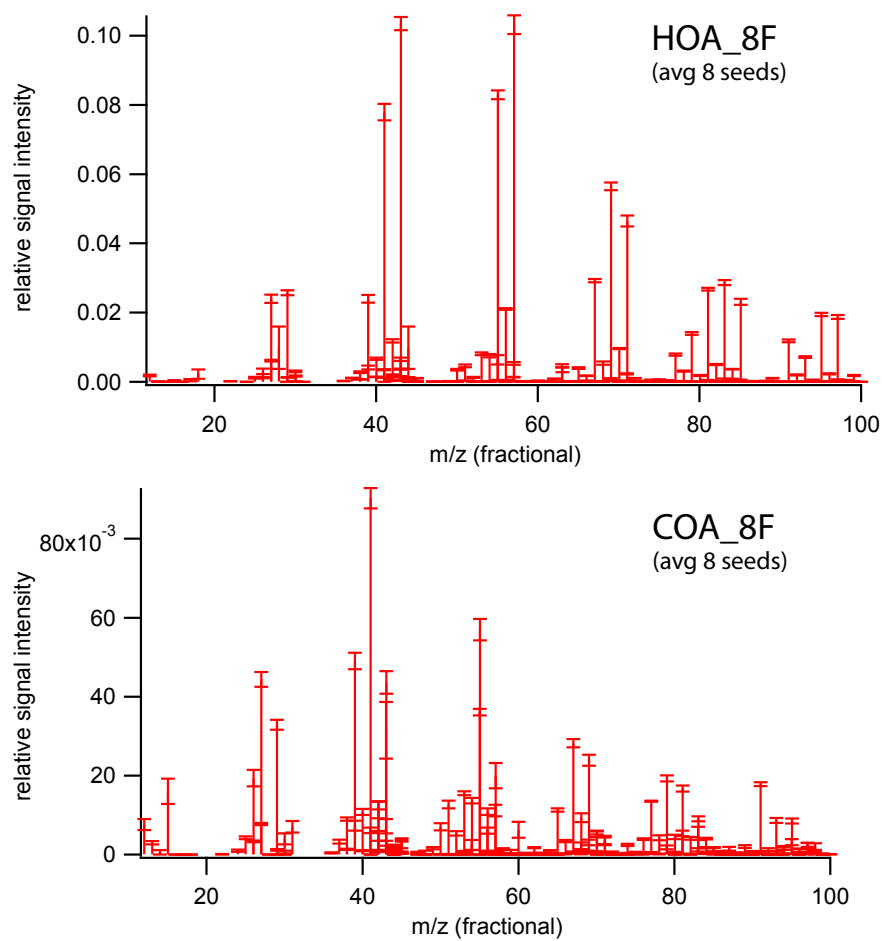 HOA_8F
(avg 8 seeds)
relative signal intensity
0.10
0.08
0.06
0.04
0.02
0.00
20 40 60 80 100
m/z (fractional)
COA_8F
(avg 8 seeds)
relative signal intensity
80x10⁻³
60
40
20
0
20 40 60 80 100
m/z (fractional)